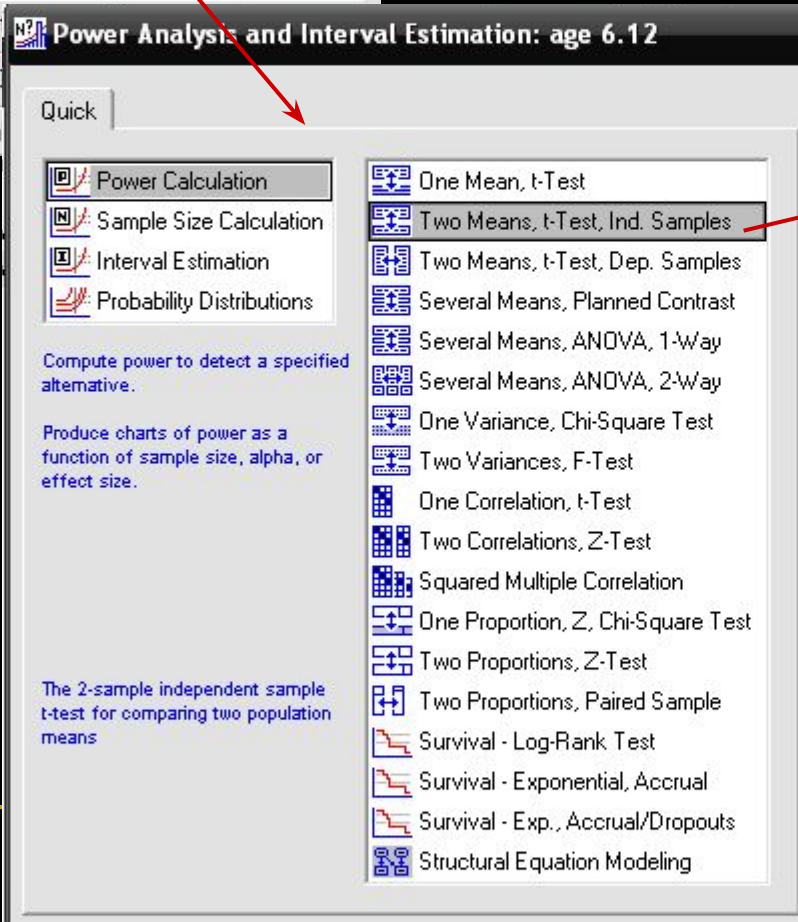 Power Analysis and Interval Estimation: age 6.12
Quick
Power Calculation
Sample Size Calculation
Interval Estimation
Probability Distributions
Compute power to detect a specified
alternative.
Produce charts of power as a
function of sample size, alpha, or
effect size.
The 2-sample independent sample
t-test for comparing two population
means
One Mean, t-Test
Two Means, t-Test, Ind. Samples
Two Means, t-Test, Dep. Samples
Several Means, Planned Contrast
Several Means, ANOVA, 1-Way
Several Means, ANOVA, 2-Way
One Variance, Chi-Square Test
Two Variances, F-Test
One Correlation, t-Test
Two Correlations, Z-Test
Squared Multiple Correlation
One Proportion, Z, Chi-Square Test
Two Proportions, Z-Test
Two Proportions, Paired Sample
Survival - Log-Rank Test
Survival - Exponential, Accrual
Survival - Exp., Accrual/Dropouts
Structural Equation Modeling